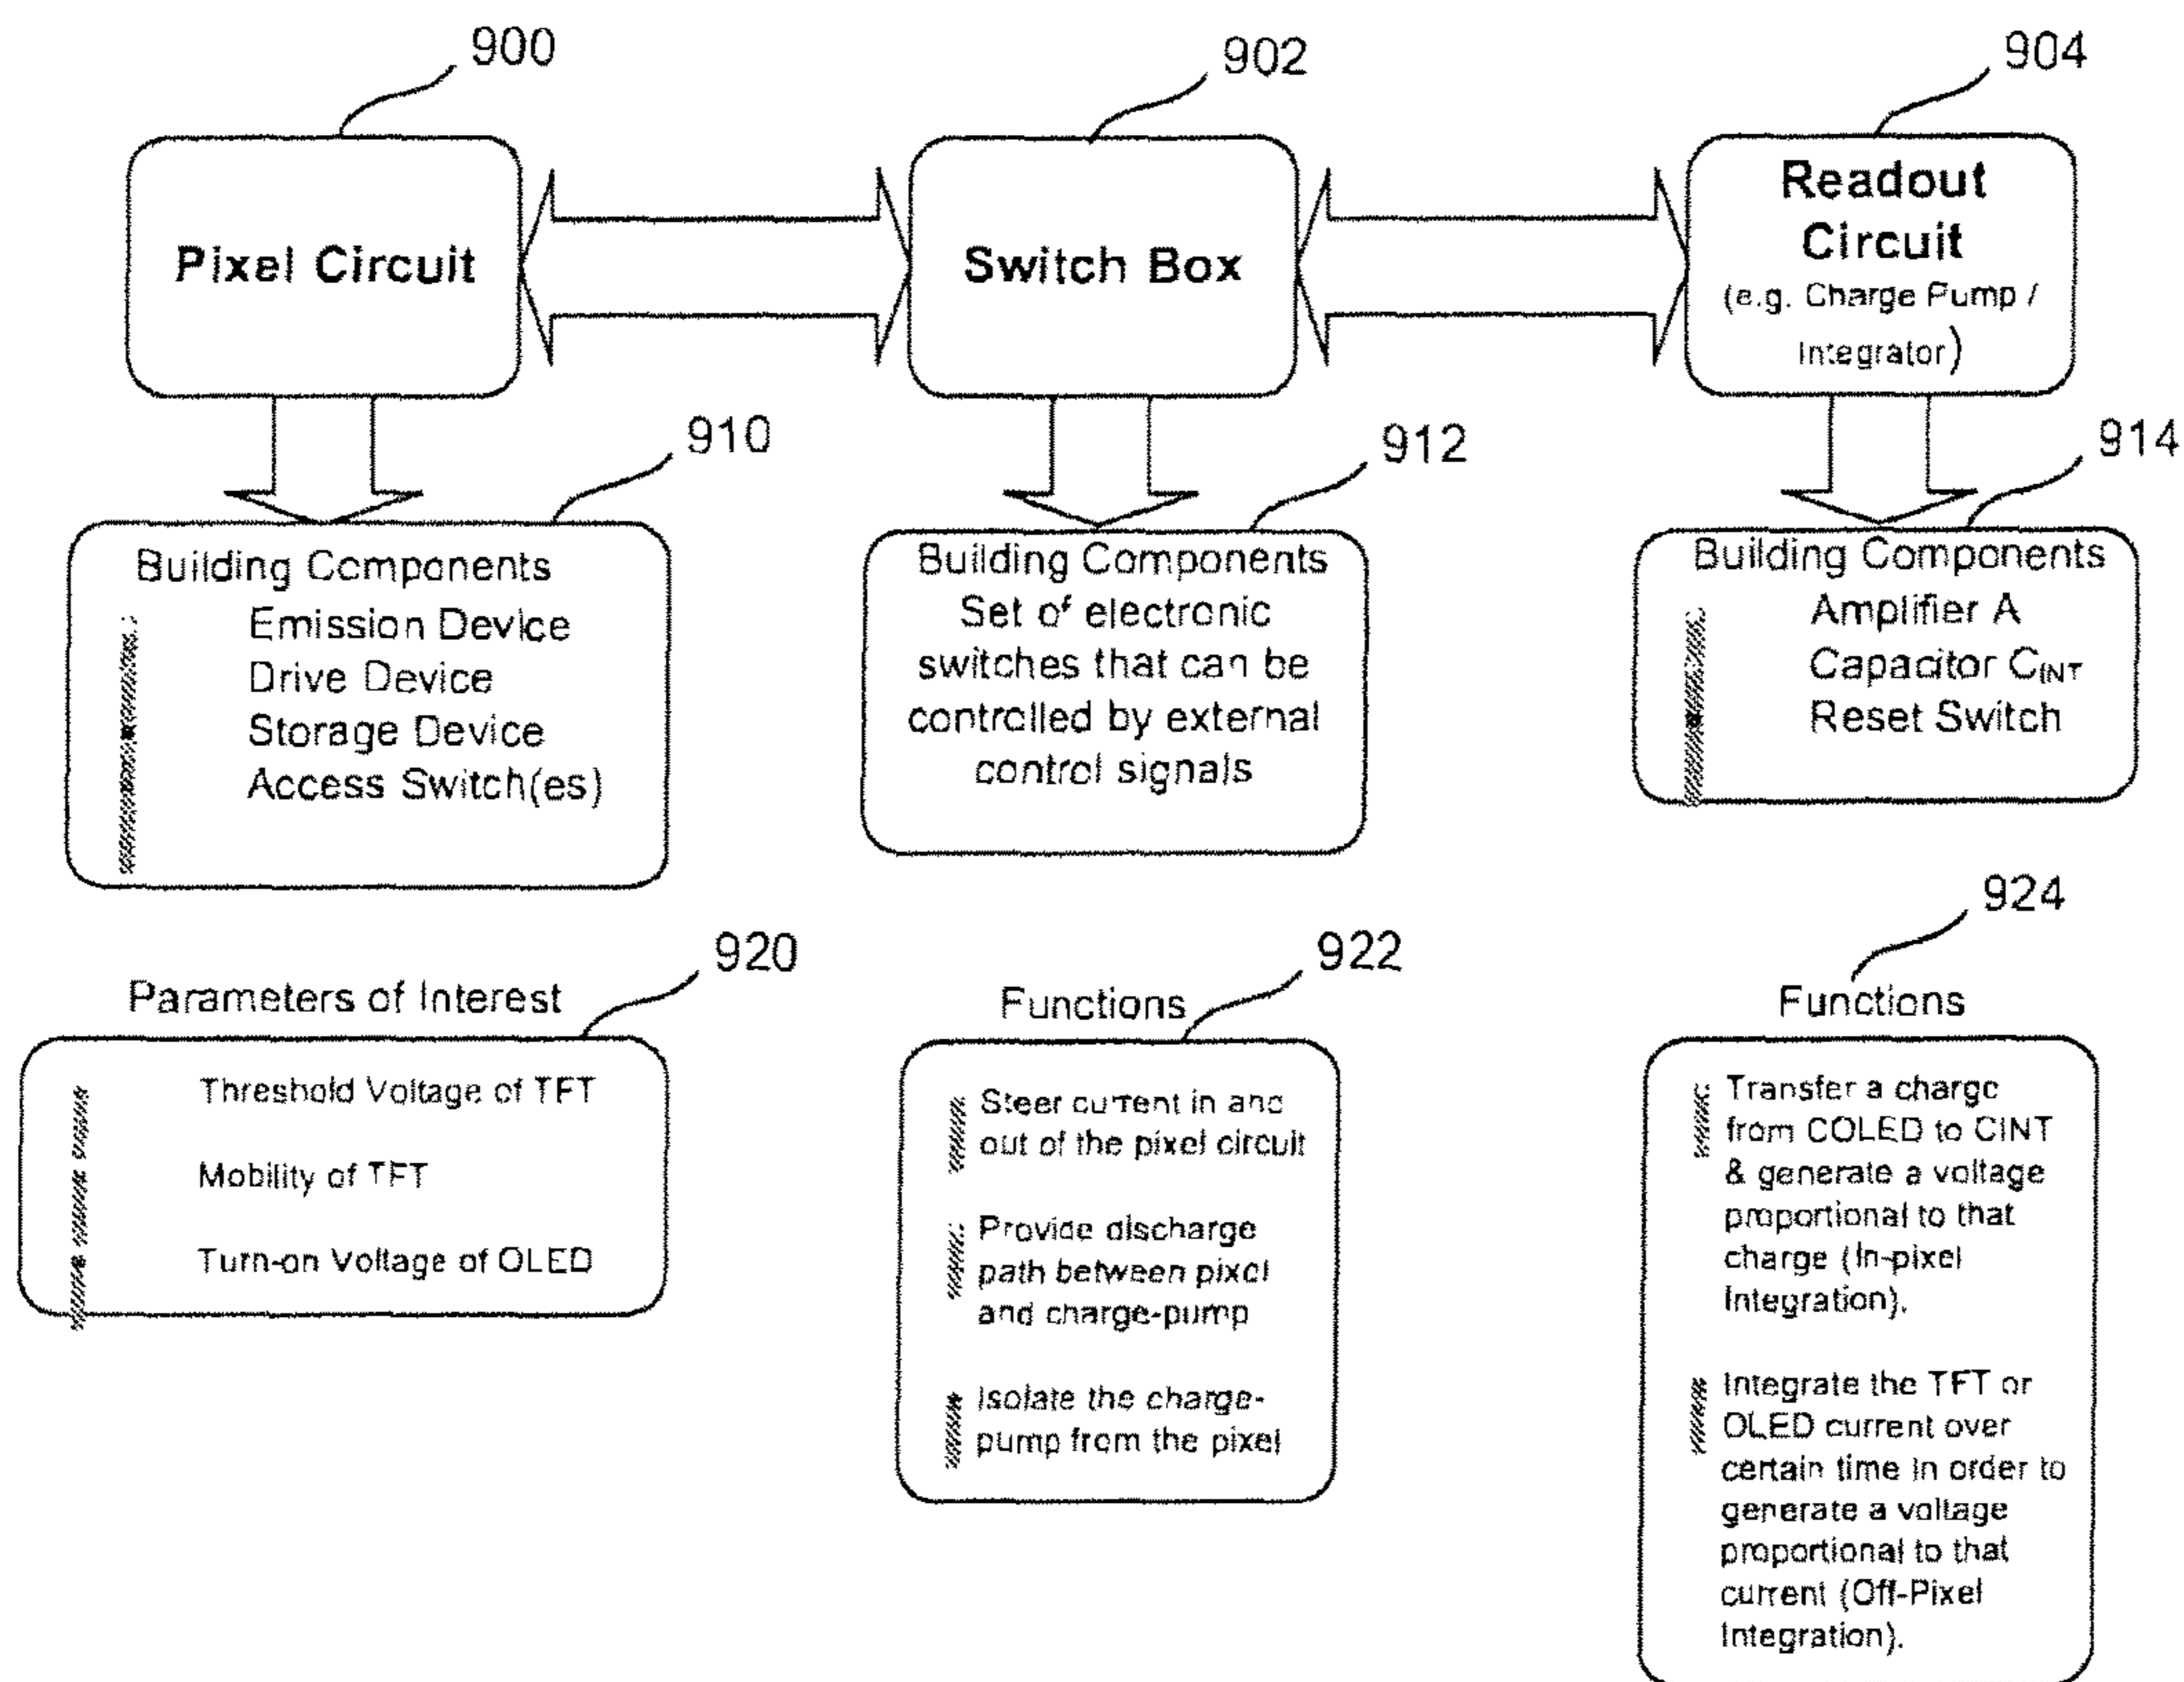 900
902
904
Pixel Circuit
Switch Box
Readout
Circuit
(e.g. Charge Pump /
Integrator)
910
912
914
Building Components
Emission Device
Drive Device
Storage Device
Access Switch(es)
Building Components
Set of electronic
switches that can be
controlled by external
control signals
Building Components
Amplifier A
Capacitor CINT
Reset Switch
920
922
924
Parameters of Interest
Threshold Voltage of TFT
Mobility of TFT
Turn-on Voltage of OLED
Functions
Steer current in and
out of the pixel circuit
Provide discharge
path between pixel
and charge-pump
Isolate the charge-
pump from the pixel
Functions
Transfer a charge
from COLED to CINT
& generate a voltage
proportional to that
charge (In-pixel
Integration).
Integrate the TFT or
OLED current over
certain time in order to
generate a voltage
proportional to that
current (Off-Pixel
Integration).